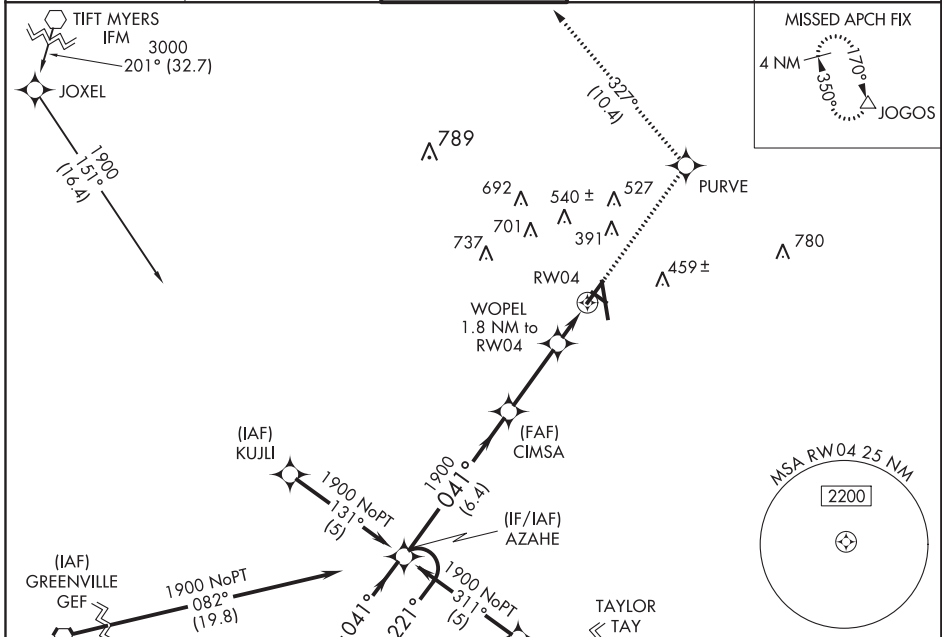 TIFT MYERS
IFM
3000
201° (32.7)
JOXEL
1900
151°
(16.4)
327°
(10.4)
MISSED APCH FIX
4 NM
170°
350°
JOGOS
789
PURVE
692
540 ±
527
701
391
737
459 ±
780
RW04
WOPEL
1.8 NM to
RW04
(IAF)
KUJLI
(FAF)
CIMSA
1900
041°
(6.4)
1900 NoPT
131°
(5)
(IF/IAF)
AZAHE
MSA RW04 25 NM
2200
(IAF)
GREENVILLE
GEF
1900 NoPT
082°
(19.8)
041°
221°
1900 NoPT
311°
(5)
TAYLOR
TAY